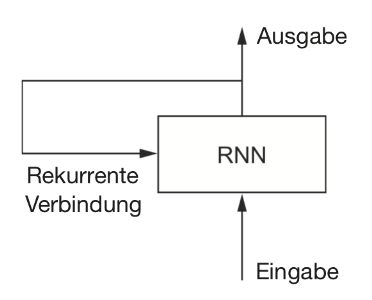 Ausgabe
RNN
Rekurrente
Verbindung
Eingabe